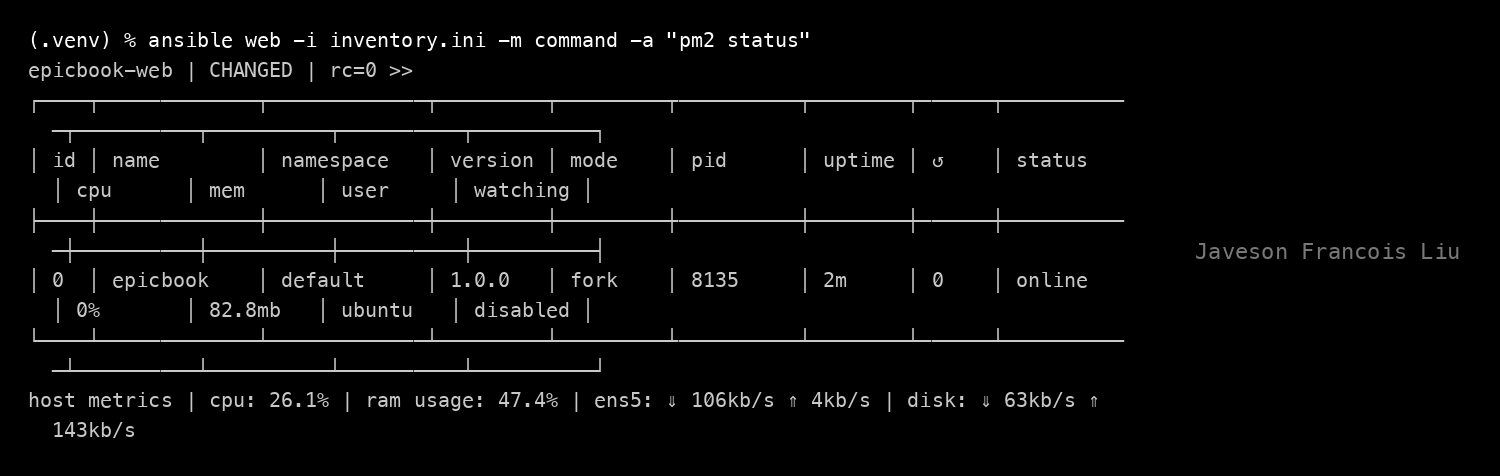 (.venv) % ansible web -i inventory.ini -m command -a "pm2 status"
epicbook-web | CHANGED | rc=0 >>
┌────┬─────────────┬─────────────┬─────────┬─────────┬──────────┬────────┬──────┬──────────
─┬──────────┬──────────┬──────────┬──────────┐
│ id │ name │ namespace │ version │ mode │ pid │ uptime │ ↺ │ status
│ cpu │ mem │ user │ watching │
├────┼─────────────┼─────────────┼─────────┼─────────┼──────────┼────────┼──────┼──────────
─┼──────────┼──────────┼──────────┼──────────┤
│ 0 │ epicbook │ default │ 1.0.0 │ fork │ 8135 │ 2m │ 0 │ online
│ 0% │ 82.8mb │ ubuntu │ disabled │
└────┴─────────────┴─────────────┴─────────┴─────────┴──────────┴────────┴──────┴──────────
─┴──────────┴──────────┴──────────┴──────────┘
host metrics | cpu: 26.1% | ram usage: 47.4% | ens5: ⇓ 106kb/s ⇑ 4kb/s | disk: ⇓ 63kb/s ⇑
143kb/s
Javeson Francois Liu